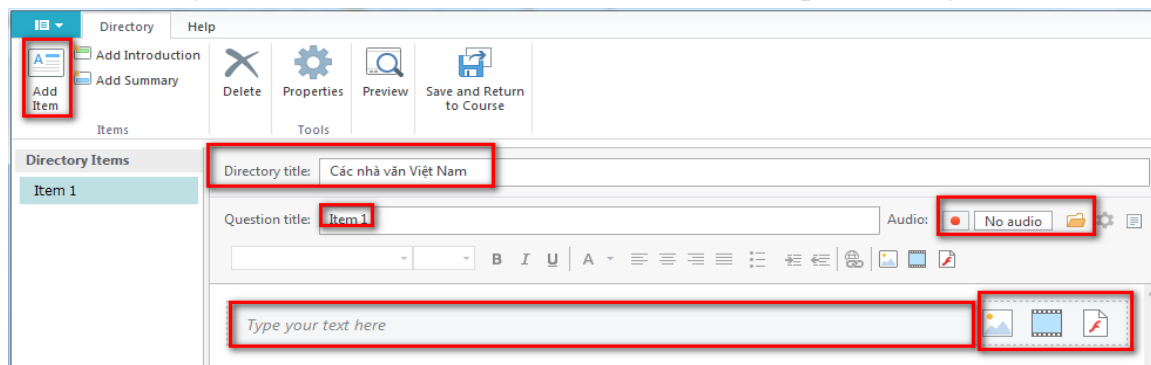 Directory Help
Add Introduction
Add Summary
Add
Item
Delete Properties Preview Save and Return
to Course
Items Tools
Directory Items
Directory title: Các nhà văn Việt Nam
Item 1
Question title: Item 1 Audio: No audio
B I U A
Type your text here